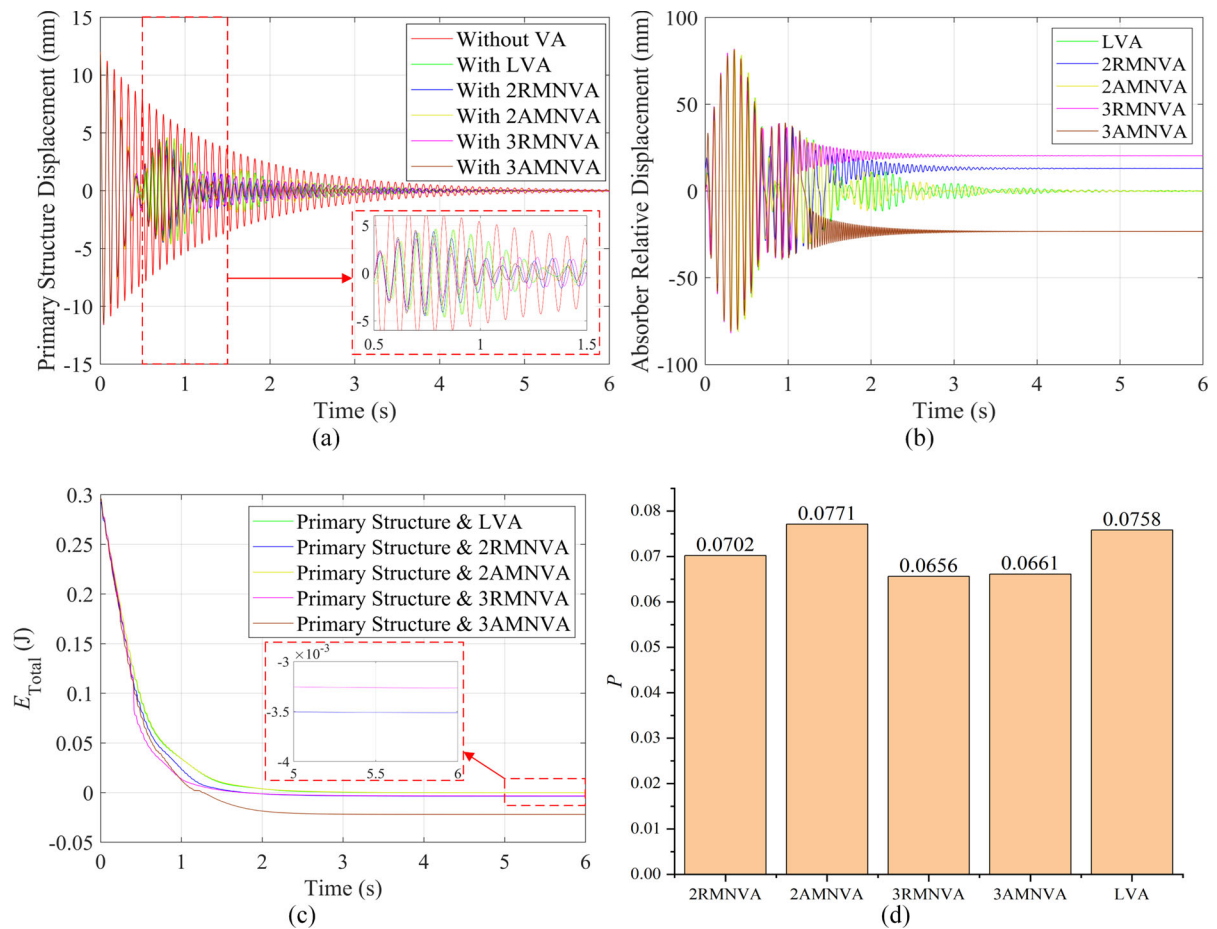 15
10
5
0
-5
-10
-15
Primary Structure Displacement (mm)
Without VA
With LVA
With 2RMNVA
With 2AMNVA
With 3RMNVA
With 3AMNVA
5
0
-5
0.5
1
1.5
0 1 2 3 4 5 6
Time (s)
(a)
100
50
0
-50
-100
Absorber Relative Displacement (mm)
LVA
2RMNVA
2AMNVA
3RMNVA
3AMNVA
0 1 2 3 4 5 6
Time (s)
(b)
0.3
0.25
0.2
0.15
0.1
0.05
0
-0.05
E_Total (J)
Primary Structure & LVA
Primary Structure & 2RMNVA
Primary Structure & 2AMNVA
Primary Structure & 3RMNVA
Primary Structure & 3AMNVA
×10⁻³
-3
-3.5
-4
5 5.5 6
0 1 2 3 4 5 6
Time (s)
(c)
0.08
0.07
0.06
0.05
0.04
0.03
0.02
0.01
0.00
P
0.0702
0.0771
0.0656
0.0661
0.0758
2RMNVA 2AMNVA 3RMNVA 3AMNVA LVA
(d)